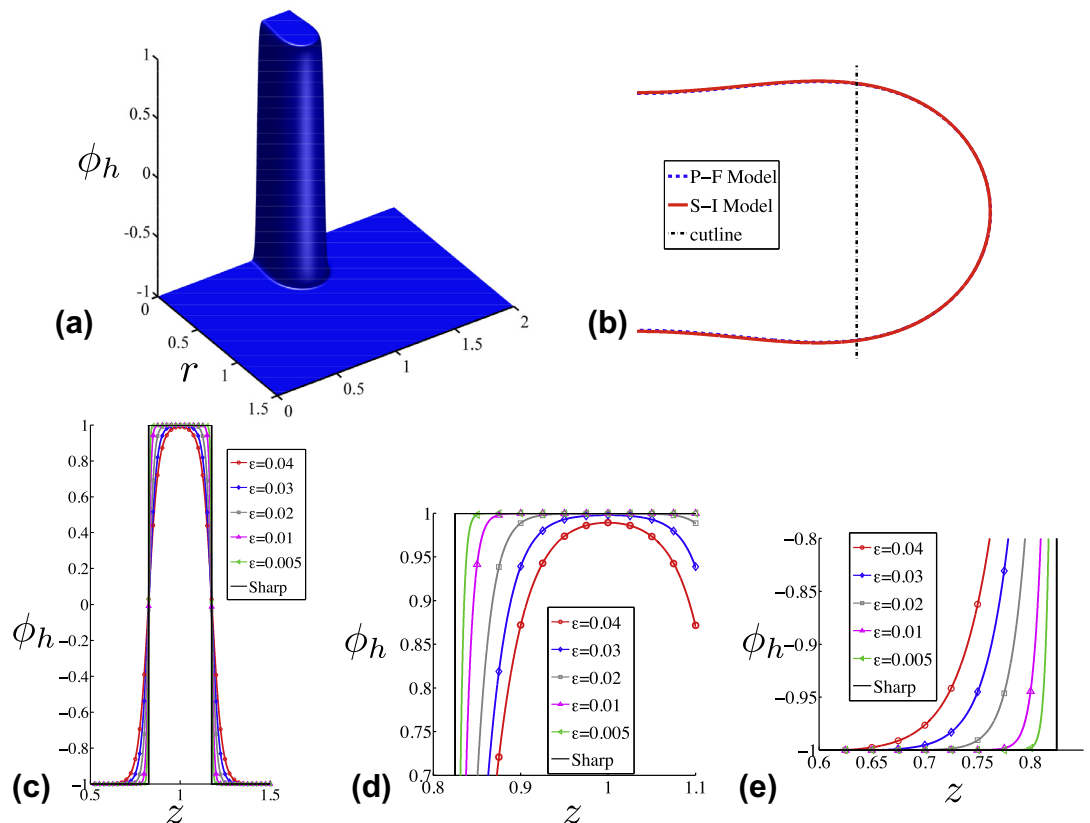 1
0.5
ϕh
0
-0.5
-1
0
0.5
r
1
1.5
0
0.5
1
1.5
2
(a)
P–F Model
S–I Model
cutline
(b)
1
0.8
0.6
0.4
0.2
0
−0.2
−0.4
−0.6
−0.8
−1
ϕh
0.5
1
1.5
z
ε=0.04
ε=0.03
ε=0.02
ε=0.01
ε=0.005
Sharp
(c)
1
0.95
0.9
0.85
0.8
0.75
0.7
ϕh
0.8
0.9
1
1.1
z
ε=0.04
ε=0.03
ε=0.02
ε=0.01
ε=0.005
Sharp
(d)
−0.8
−0.85
−0.9
−0.95
−1
ϕh
0.6
0.65
0.7
0.75
0.8
z
ε=0.04
ε=0.03
ε=0.02
ε=0.01
ε=0.005
Sharp
(e)